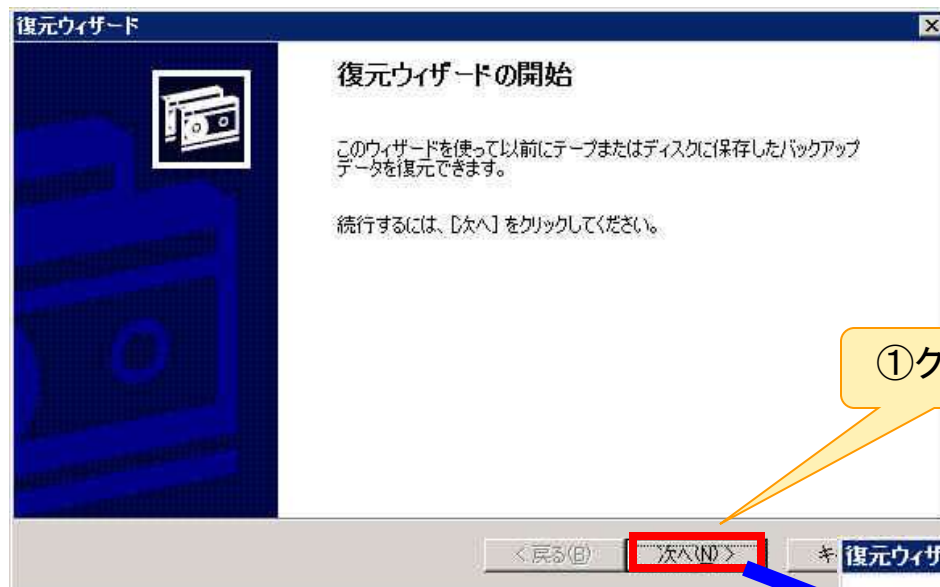 復元ウィザード
復元ウィザードの開始
このウィザードを使って以前にテープまたはディスクに保存したバックアップ
データを復元できます。
続行するには、[次へ] をクリックしてください。
①ク
< 戻る(B)
次へ(N) >
キ
復元ウィザ